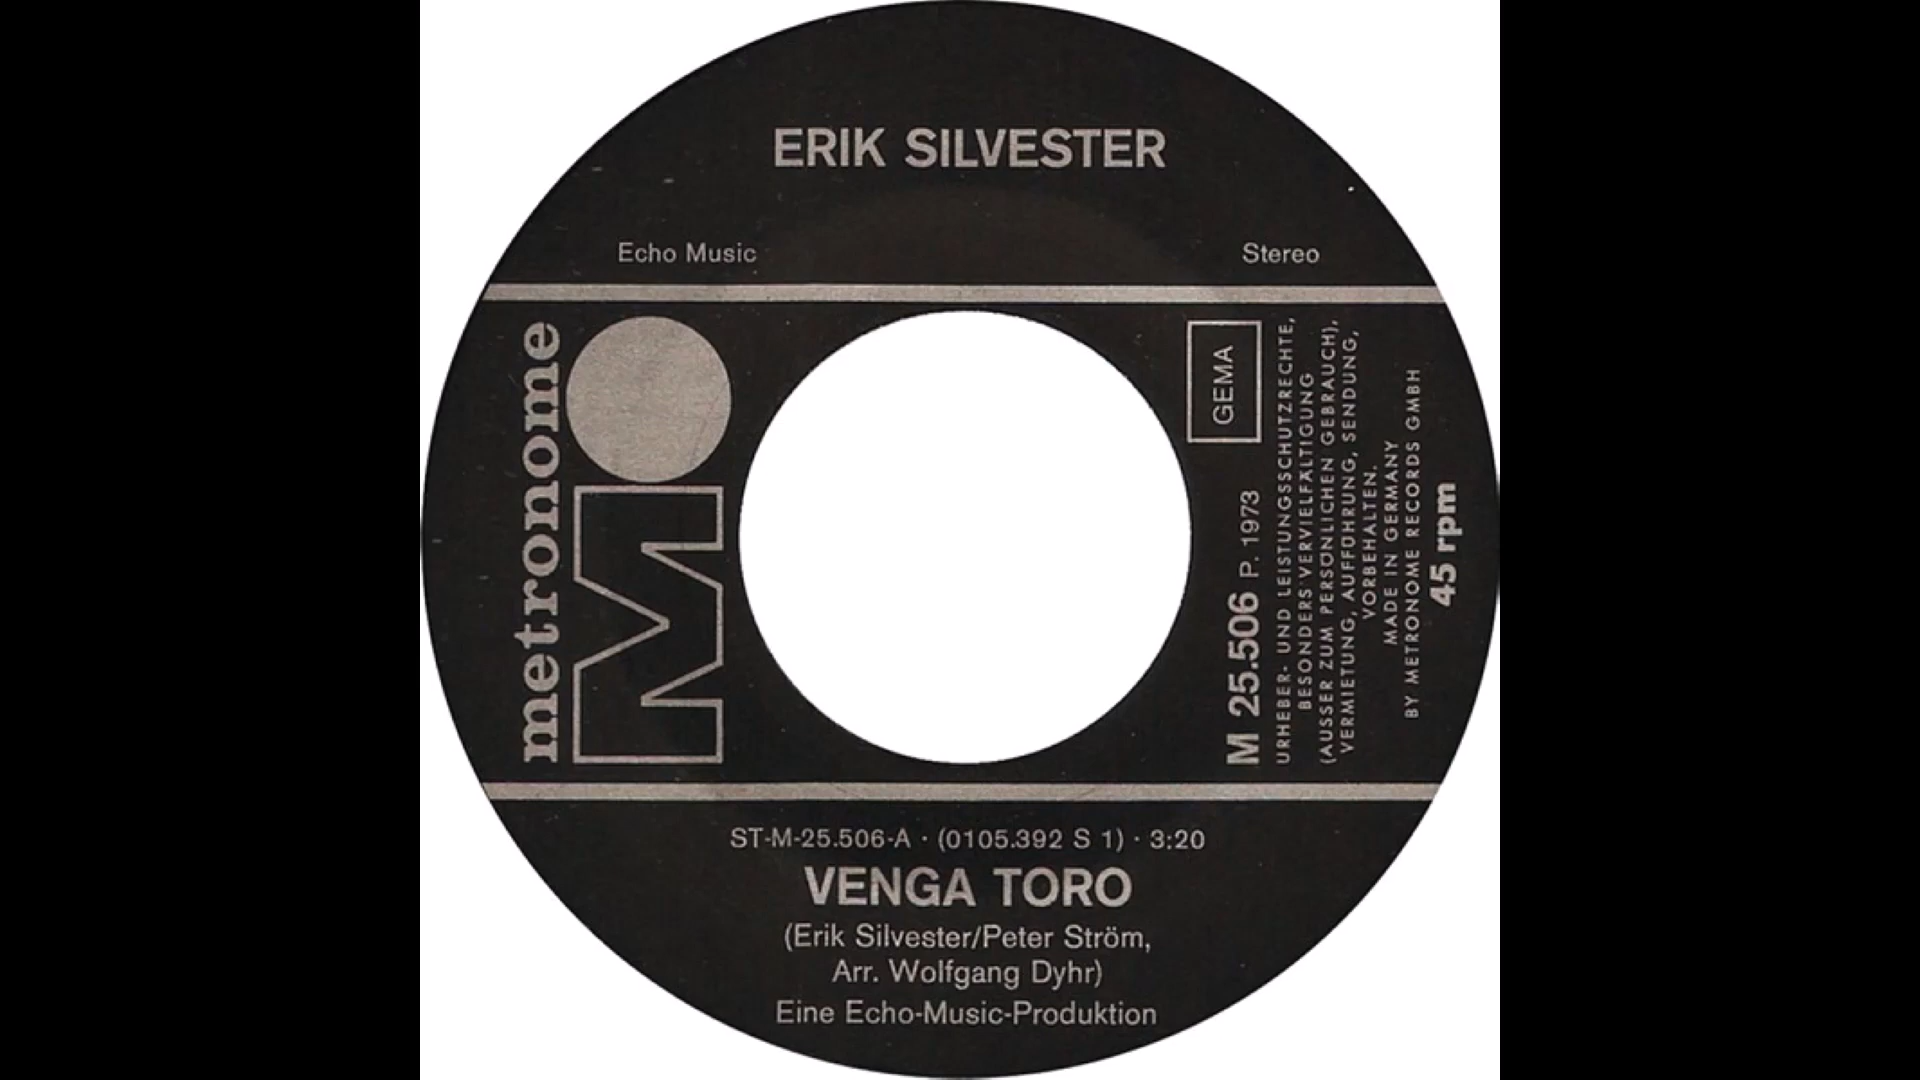 ERIK SILVESTER
Echo Music
Stereo
metronome
M
GEMA
M 25.506 P. 1973
URHEBER- UND LEISTUNGSSCHUTZRECHTE,
BESONDERS VERVIELFÄLTIGUNG
(AUSSER ZUM PERSÖNLICHEN GEBRAUCH),
VERMIETUNG, AUFFÜHRUNG, SENDUNG,
VORBEHALTEN.
MADE IN GERMANY
BY METRONOME RECORDS GMBH
45 rpm
ST-M-25.506-A · (0105.392 S 1) · 3:20
VENGA TORO
(Erik Silvester/Peter Ström,
Arr. Wolfgang Dyhr)
Eine Echo-Music-Produktion